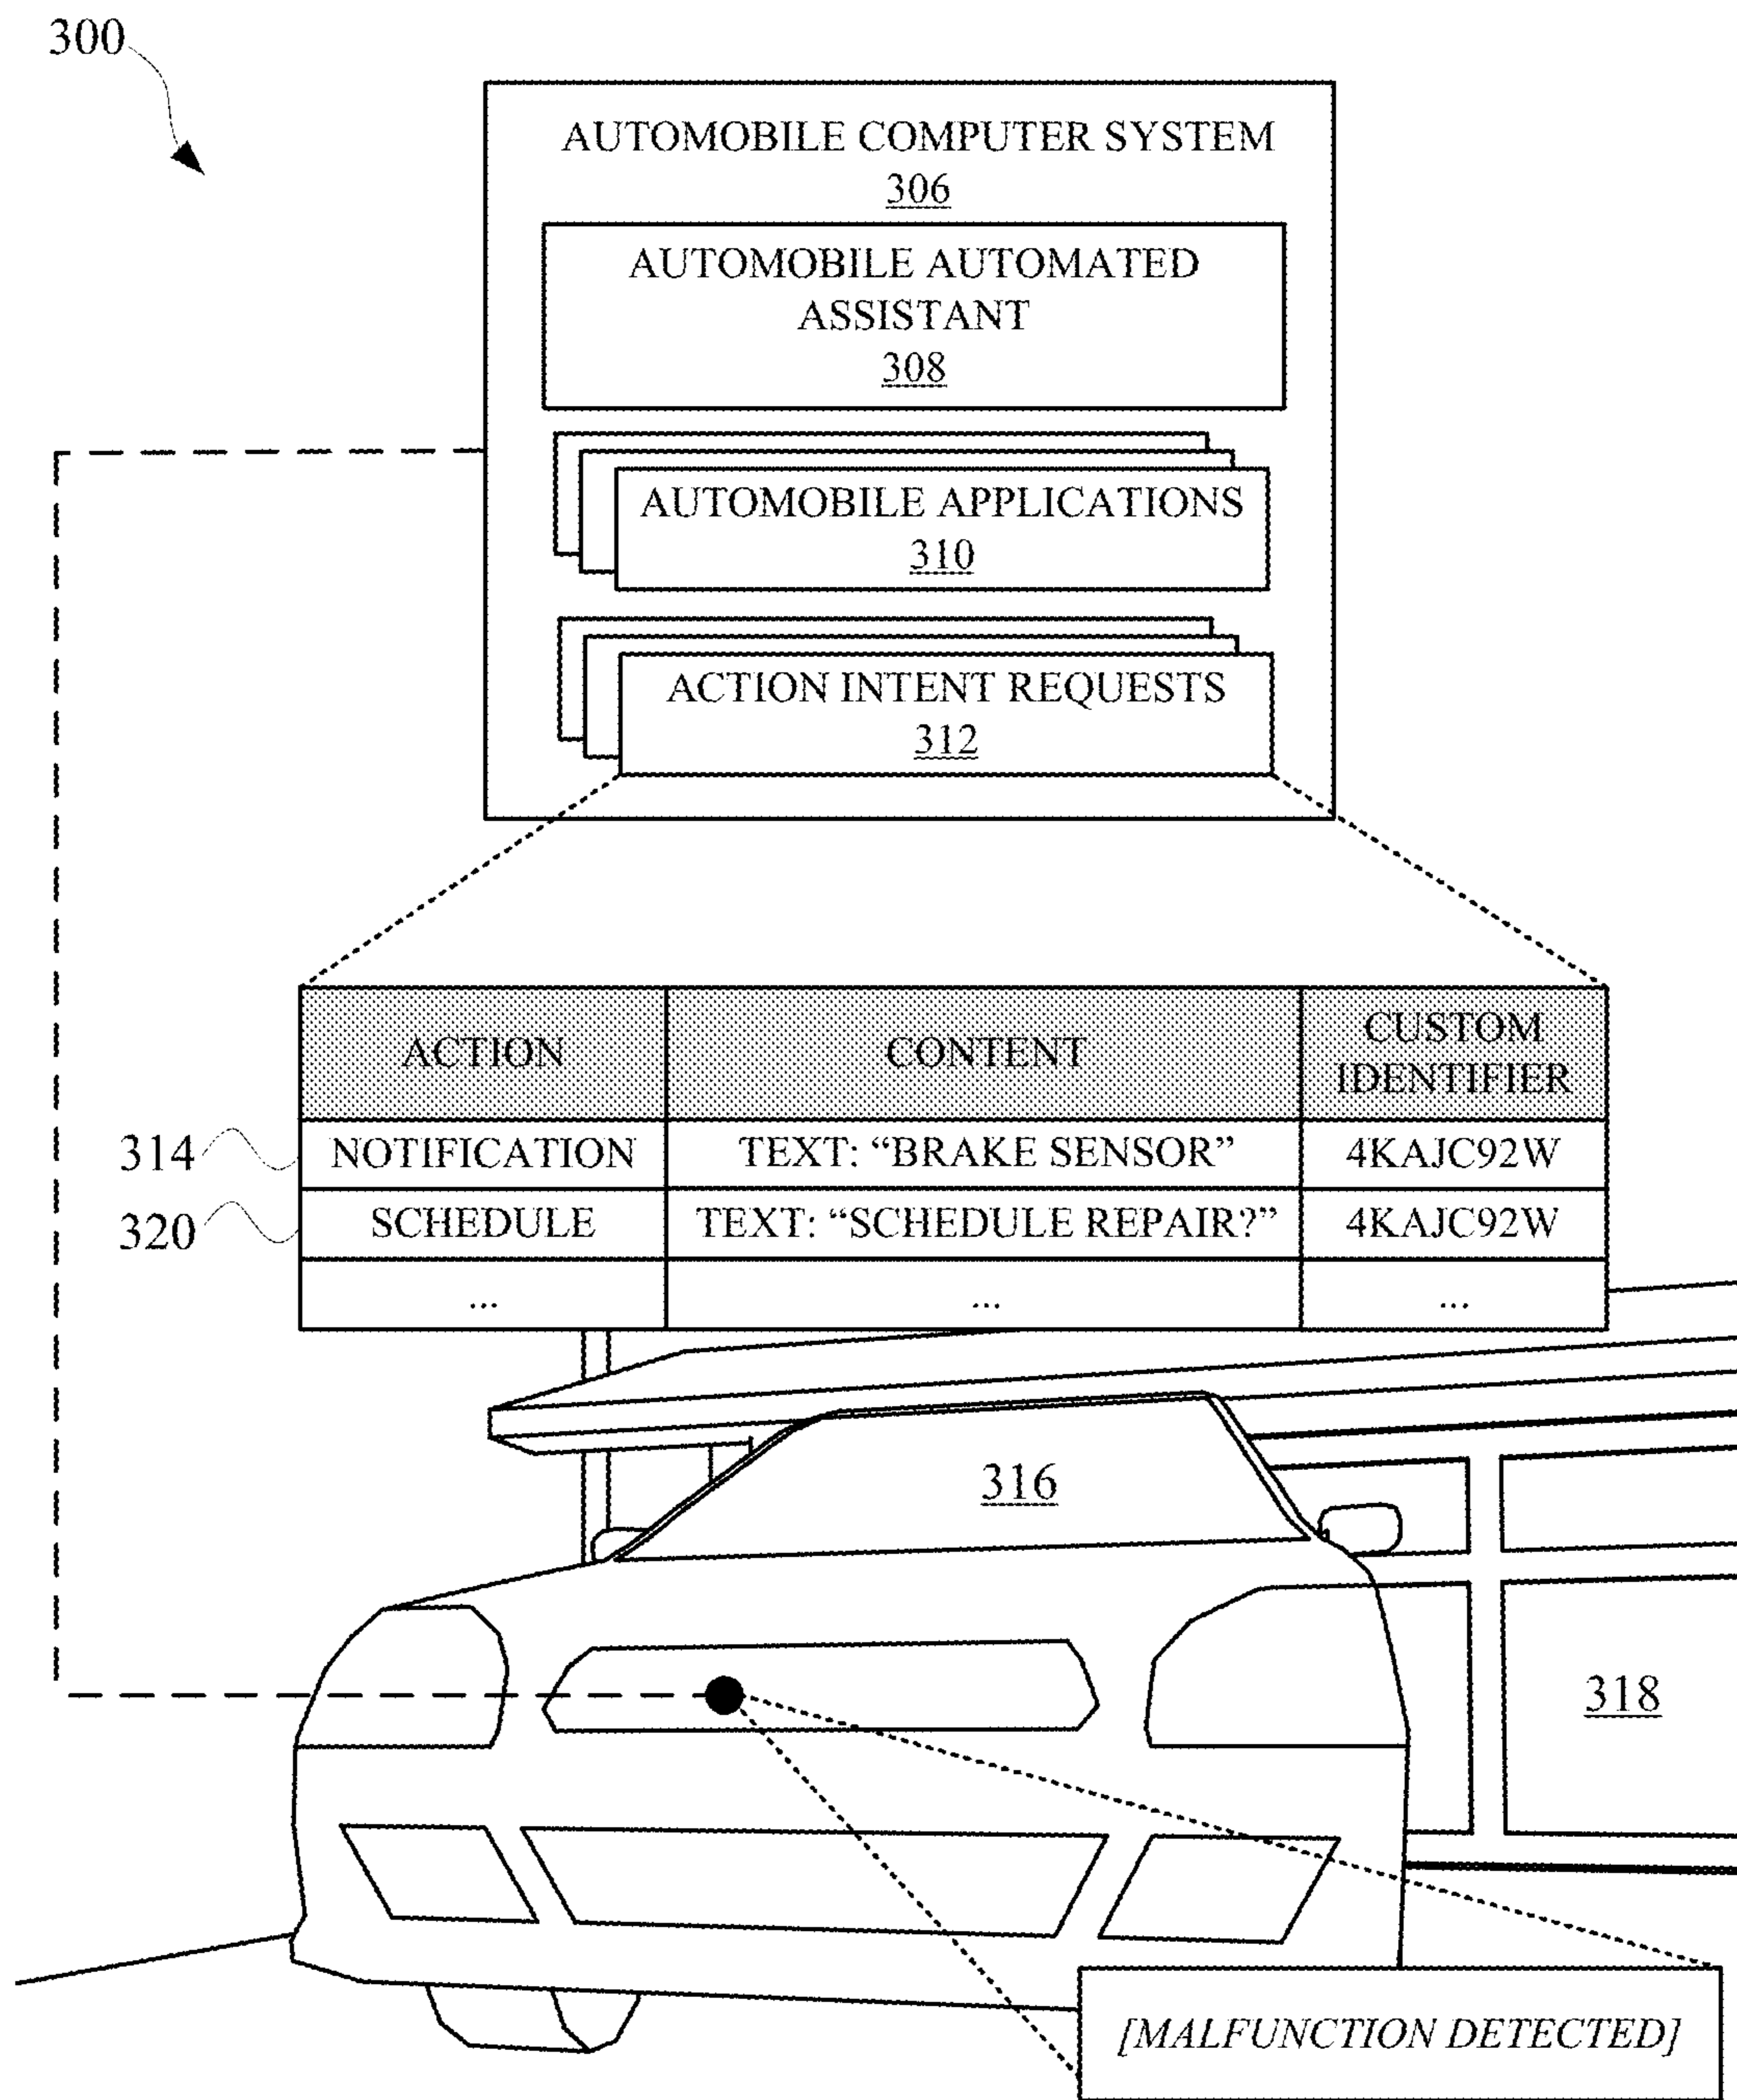 300
AUTOMOBILE COMPUTER SYSTEM
306
AUTOMOBILE AUTOMATED
ASSISTANT
308
AUTOMOBILE APPLICATIONS
310
ACTION INTENT REQUESTS
312
ACTION CONTENT CUSTOM IDENTIFIER
314 NOTIFICATION TEXT: “BRAKE SENSOR” 4KAJC92W
320 SCHEDULE TEXT: “SCHEDULE REPAIR?” 4KAJC92W
... ... ...
316
318
[MALFUNCTION DETECTED]